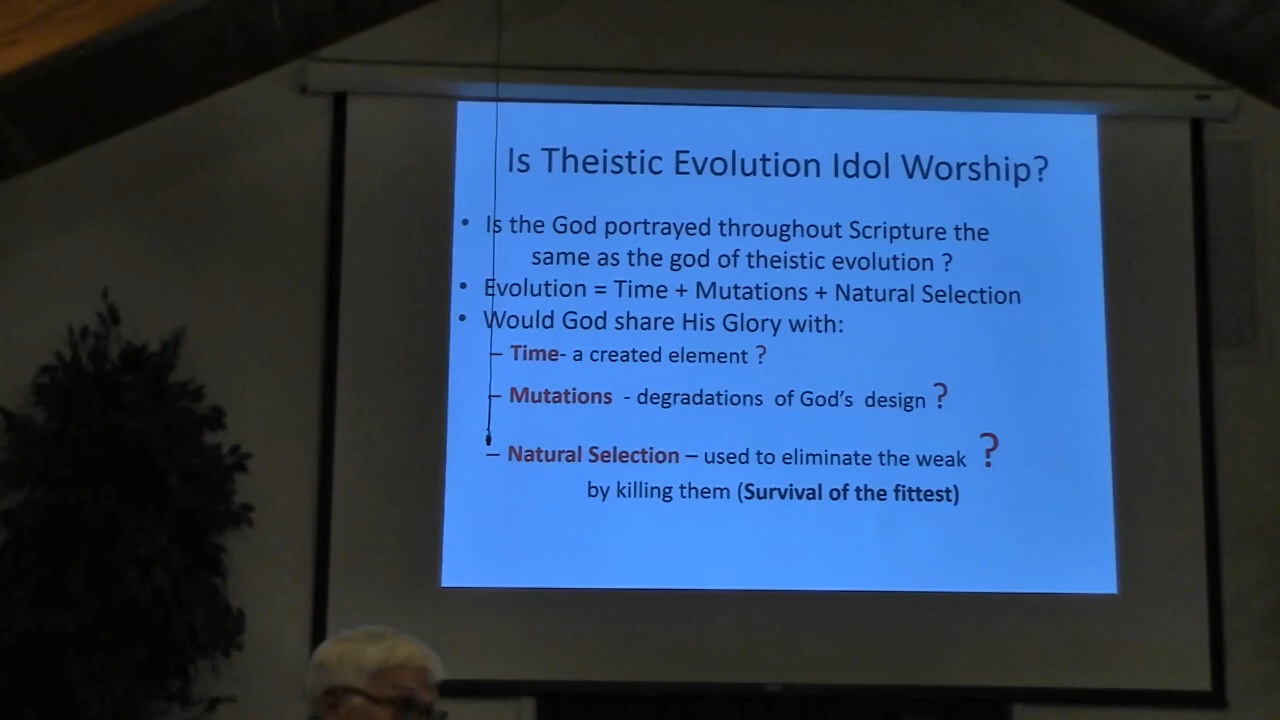 Is Theistic Evolution Idol Worship?
• Is the God portrayed throughout Scripture the
same as the god of theistic evolution ?
• Evolution = Time + Mutations + Natural Selection
• Would God share His Glory with:
– Time- a created element ?
– Mutations - degradations of God's design ?
– Natural Selection – used to eliminate the weak ?
by killing them (Survival of the fittest)